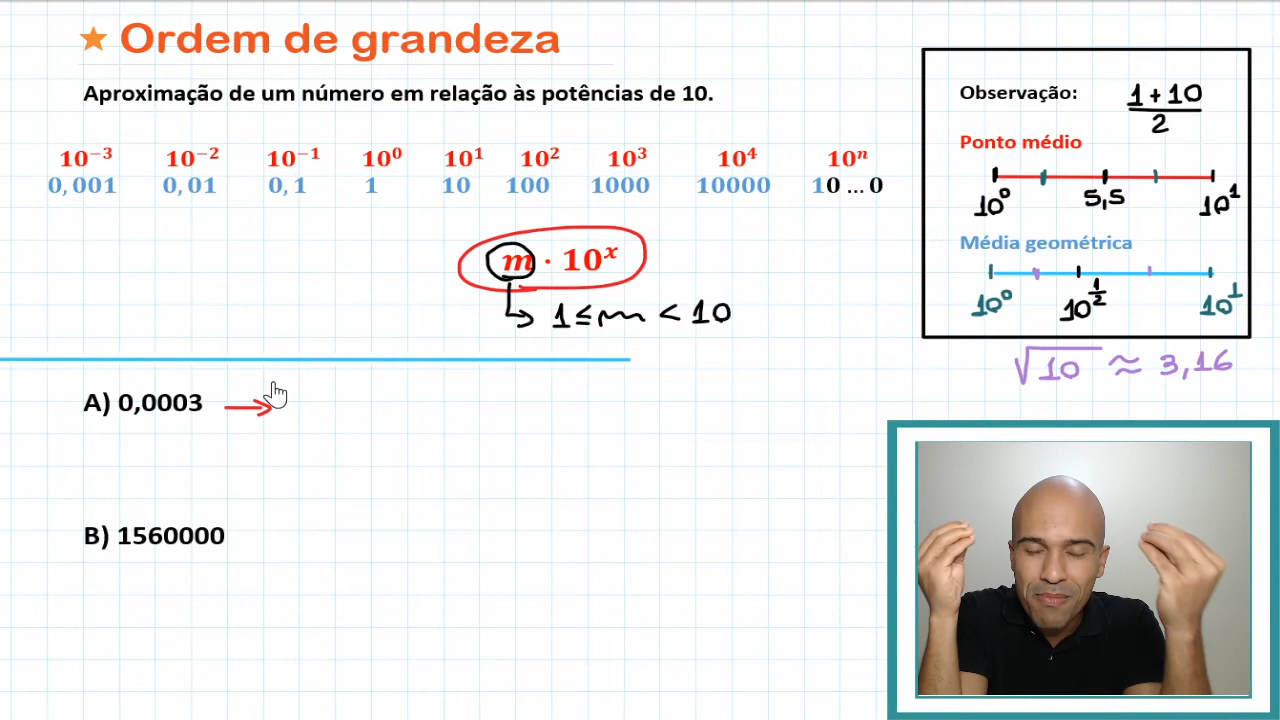 Ordem de grandeza
Aproximação de um número em relação às potências de 10.
10⁻³ 10⁻² 10⁻¹ 10⁰ 10¹ 10² 10³ 10⁴ 10ⁿ
0,001 0,01 0,1 1 10 100 1000 10000 10...0
m · 10ˣ
1 ≤ m < 10
A) 0,0003
B) 1560000
Observação: (1 + 10)/2
Ponto médio
10⁰ 5,5 10¹
Média geométrica
10⁰ 10^(1/2) 10¹
√10 ≈ 3,16